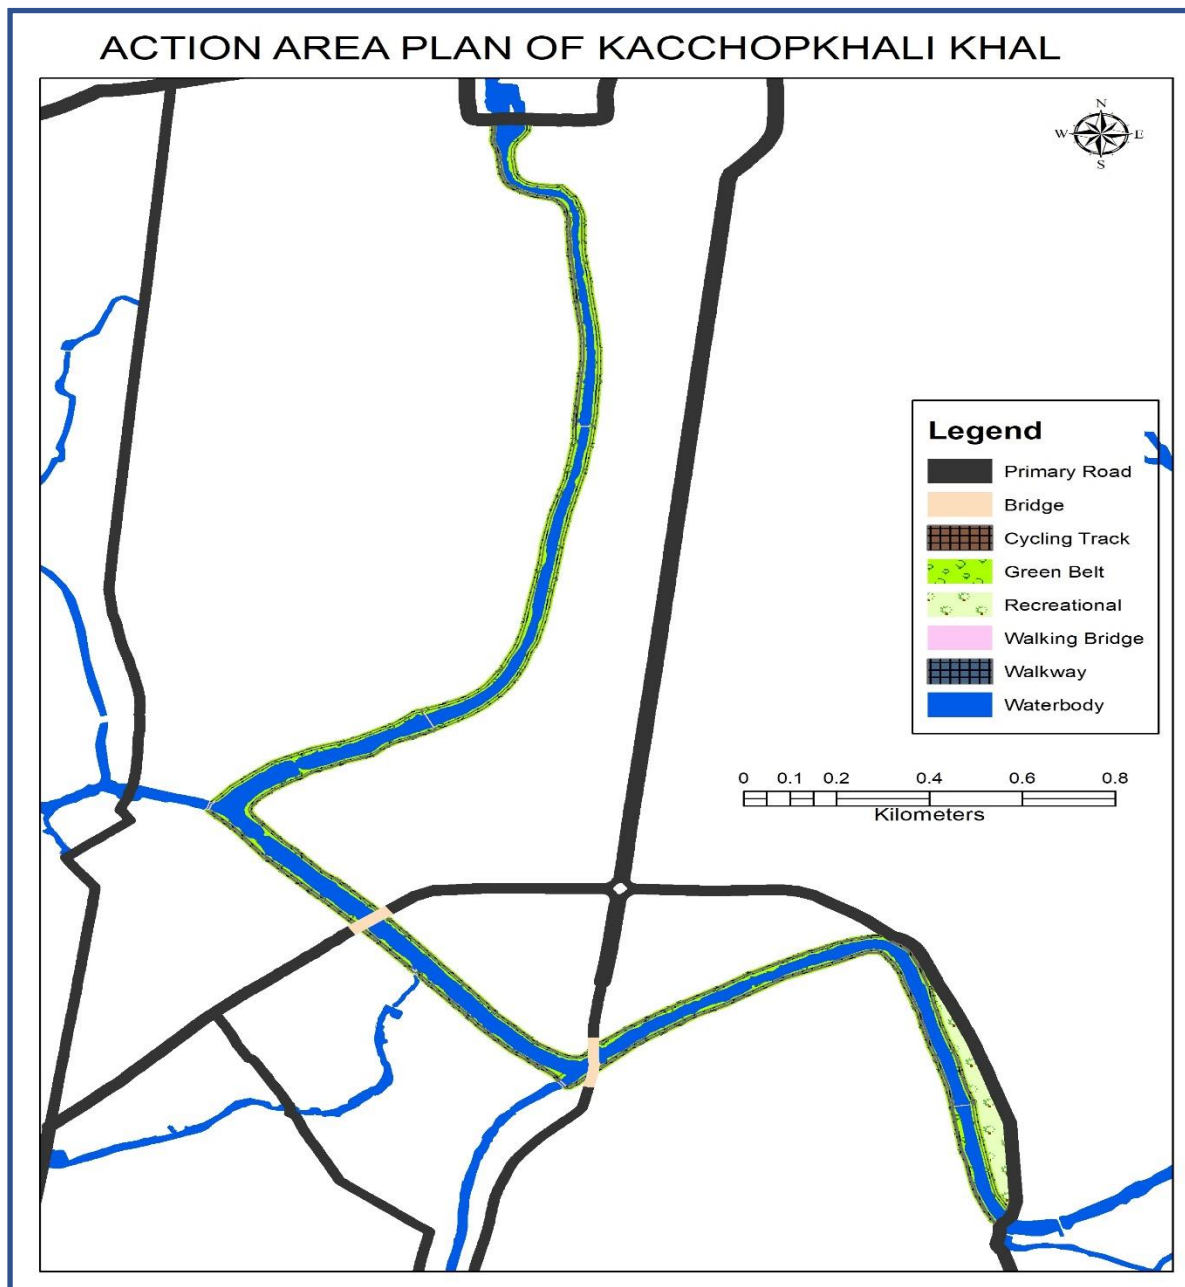 ACTION AREA PLAN OF KACCHOPKHALI KHAL
N
W E
S
Legend
Primary Road
Bridge
Cycling Track
Green Belt
Recreational
Walking Bridge
Walkway
Waterbody
0 0.1 0.2 0.4 0.6 0.8
Kilometers